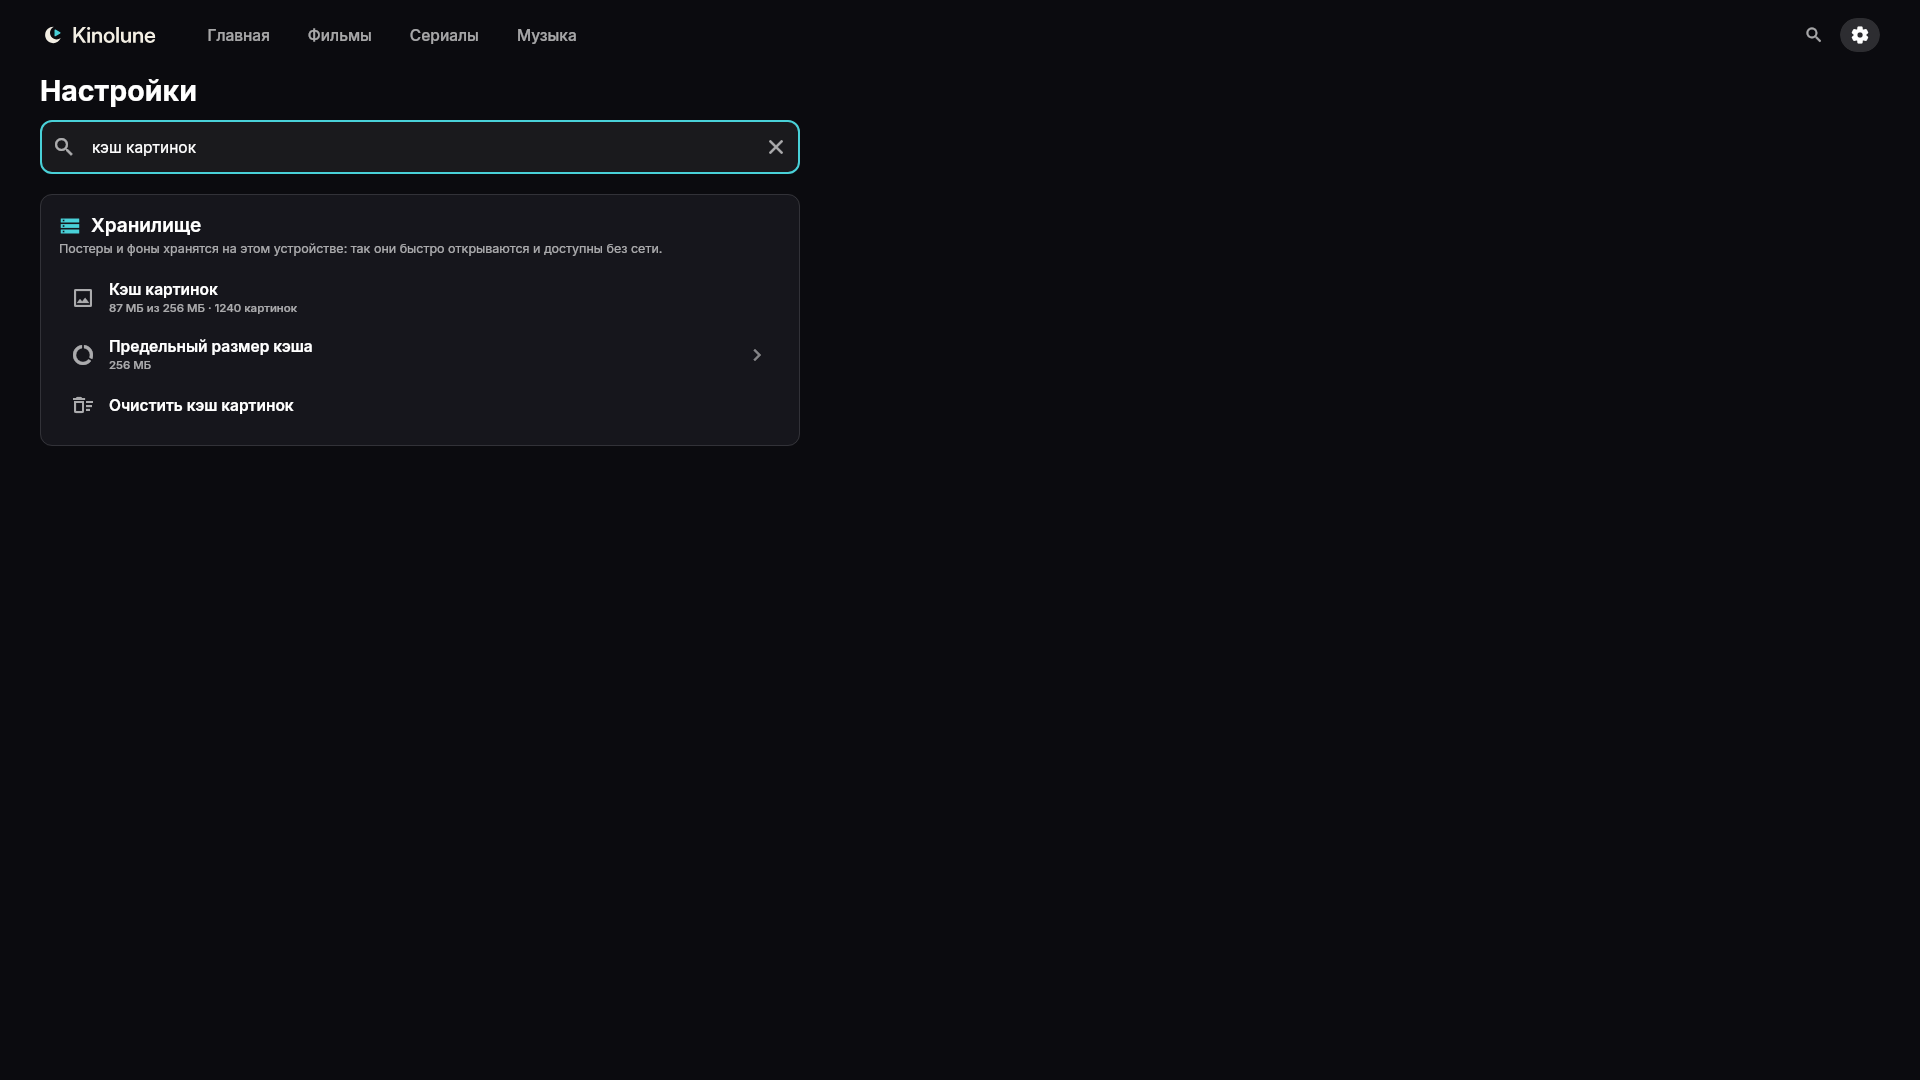 Kinolune Главная Фильмы Сериалы Музыка
Настройки
кэш картинок
Хранилище
Постеры и фоны хранятся на этом устройстве: так они быстро открываются и доступны без сети.
Кэш картинок
87 МБ из 256 МБ · 1240 картинок
Предельный размер кэша
256 МБ
Очистить кэш картинок